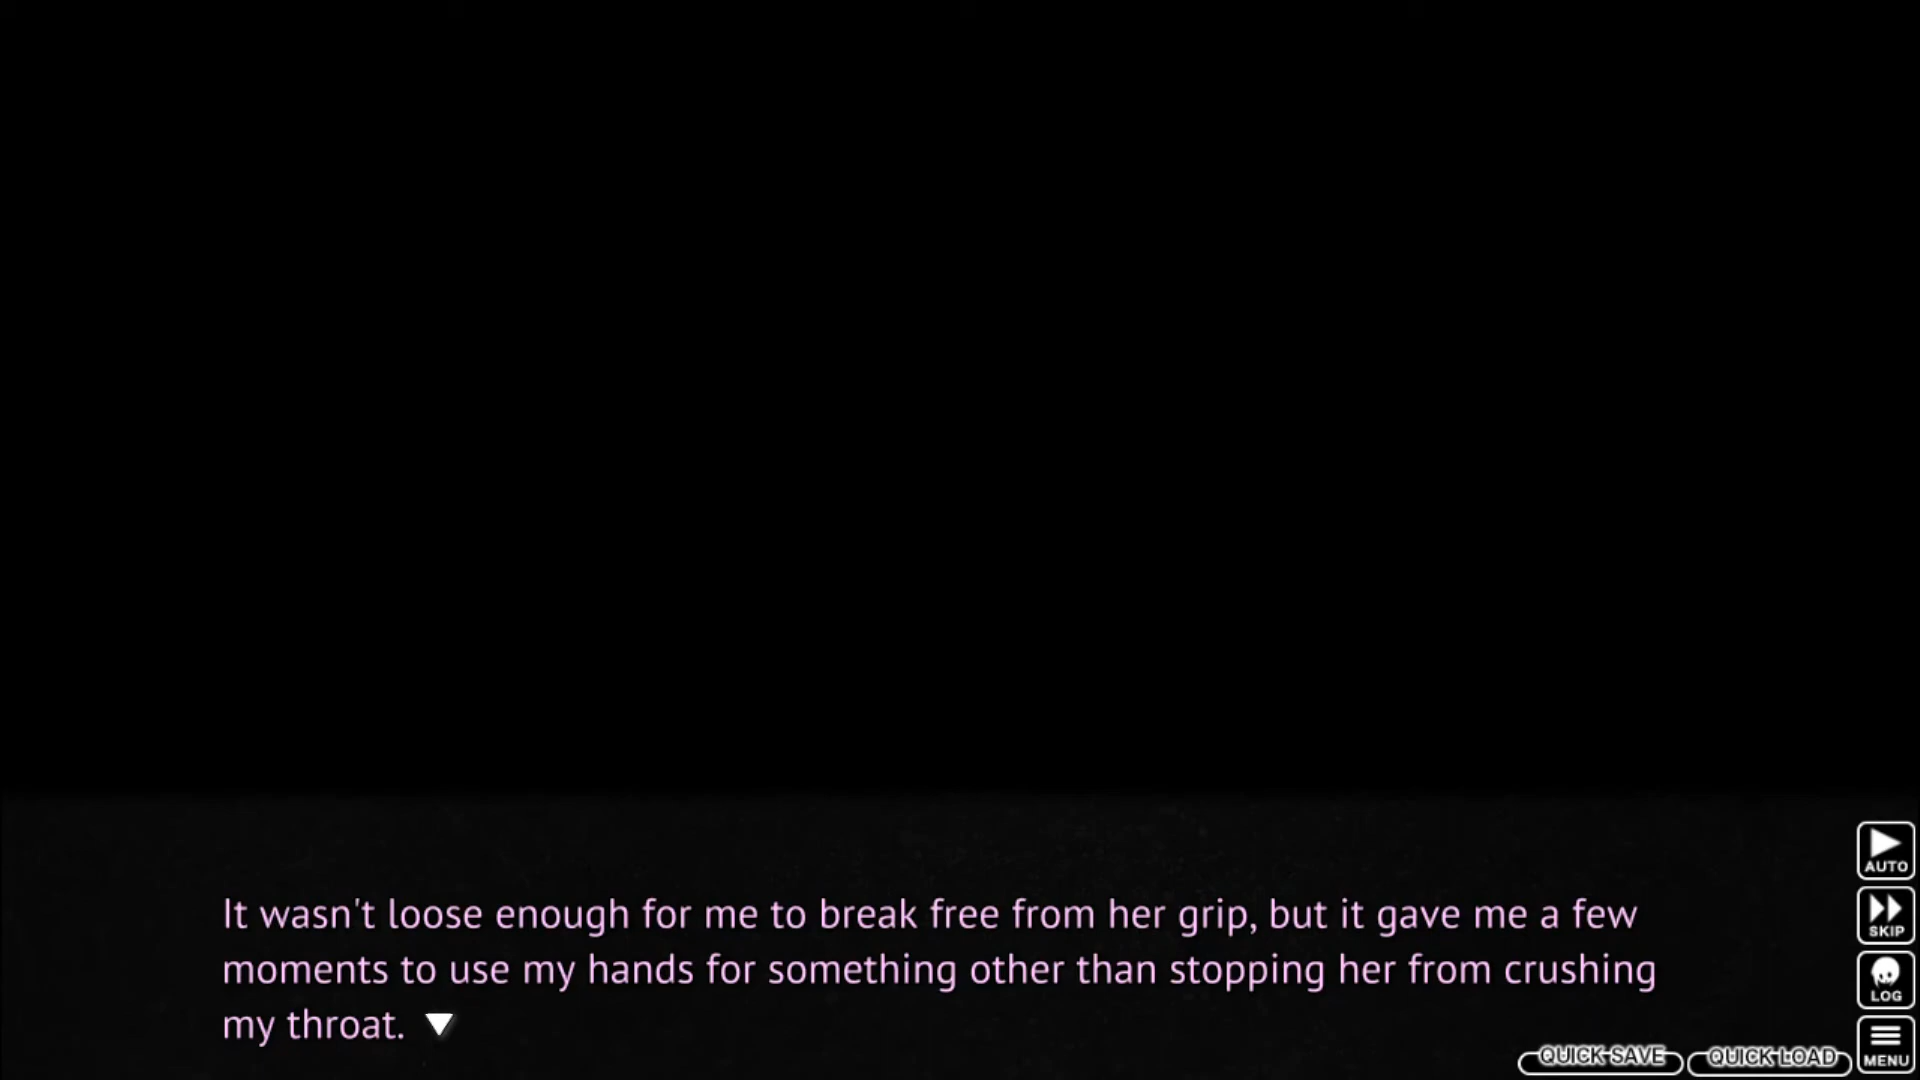 It wasn't loose enough for me to break free from her grip, but it gave me a few
moments to use my hands for something other than stopping her from crushing
my throat.
AUTO
SKIP
LOG
MENU
QUICK SAVE
QUICK LOAD